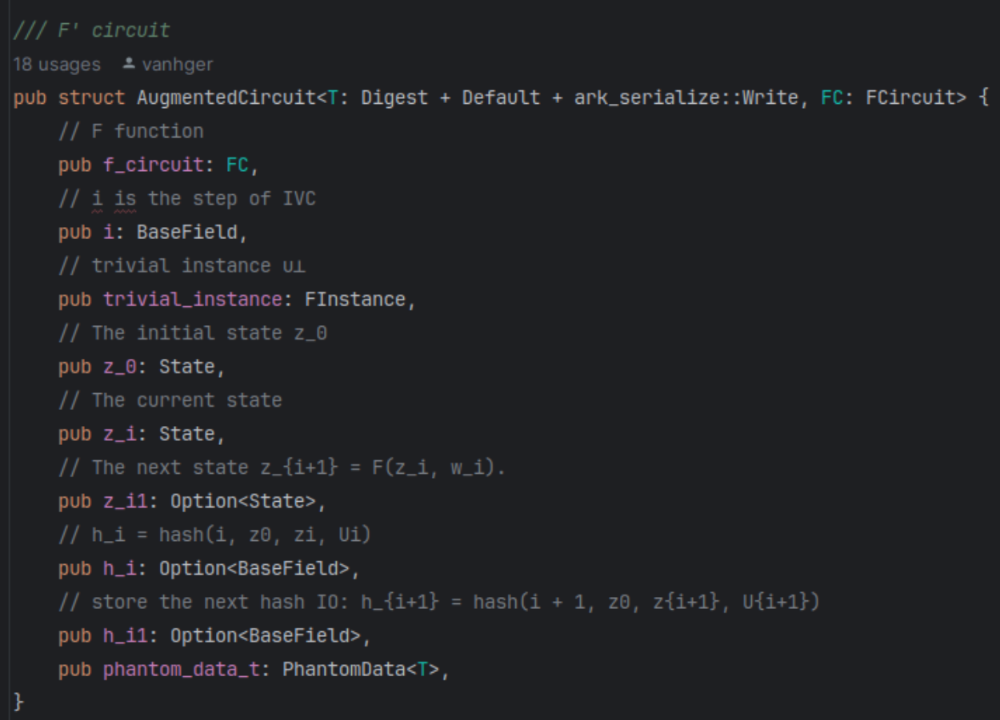 /// F' circuit
18 usages vanhger
pub struct AugmentedCircuit<T: Digest + Default + ark_serialize::Write, FC: FCircuit> {
    // F function
    pub f_circuit: FC,
    // i is the step of IVC
    pub i: BaseField,
    // trivial instance u⊥
    pub trivial_instance: FInstance,
    // The initial state z_0
    pub z_0: State,
    // The current state
    pub z_i: State,
    // The next state z_{i+1} = F(z_i, w_i).
    pub z_i1: Option<State>,
    // h_i = hash(i, z0, zi, Ui)
    pub h_i: Option<BaseField>,
    // store the next hash IO: h_{i+1} = hash(i + 1, z0, z{i+1}, U{i+1})
    pub h_i1: Option<BaseField>,
    pub phantom_data_t: PhantomData<T>,
}